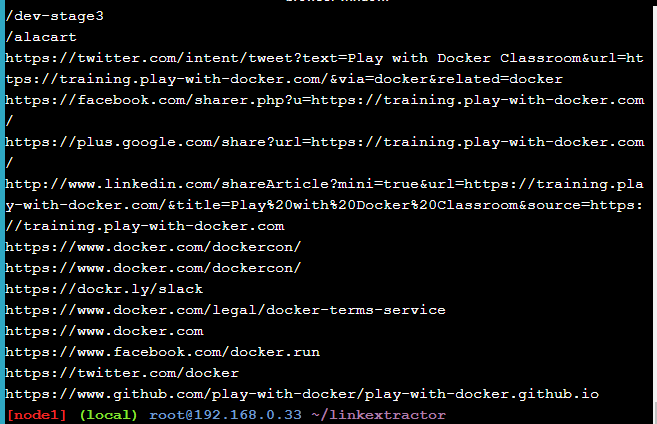 /dev-stage3
/alacart
https://twitter.com/intent/tweet?text=Play with Docker Classroom&url=ht
tps://training.play-with-docker.com/&via=docker&related=docker
https://facebook.com/sharer.php?u=https://training.play-with-docker.com
/
https://plus.google.com/share?url=https://training.play-with-docker.com
/
http://www.linkedin.com/shareArticle?mini=true&url=https://training.pla
y-with-docker.com/&title=Play%20with%20Docker%20Classroom&source=https:
//training.play-with-docker.com
https://www.docker.com/dockercon/
https://www.docker.com/dockercon/
https://dockr.ly/slack
https://www.docker.com/legal/docker-terms-service
https://www.docker.com
https://www.facebook.com/docker.run
https://twitter.com/docker
https://www.github.com/play-with-docker/play-with-docker.github.io
[node1] (local) root@192.168.0.33 ~/linkextractor